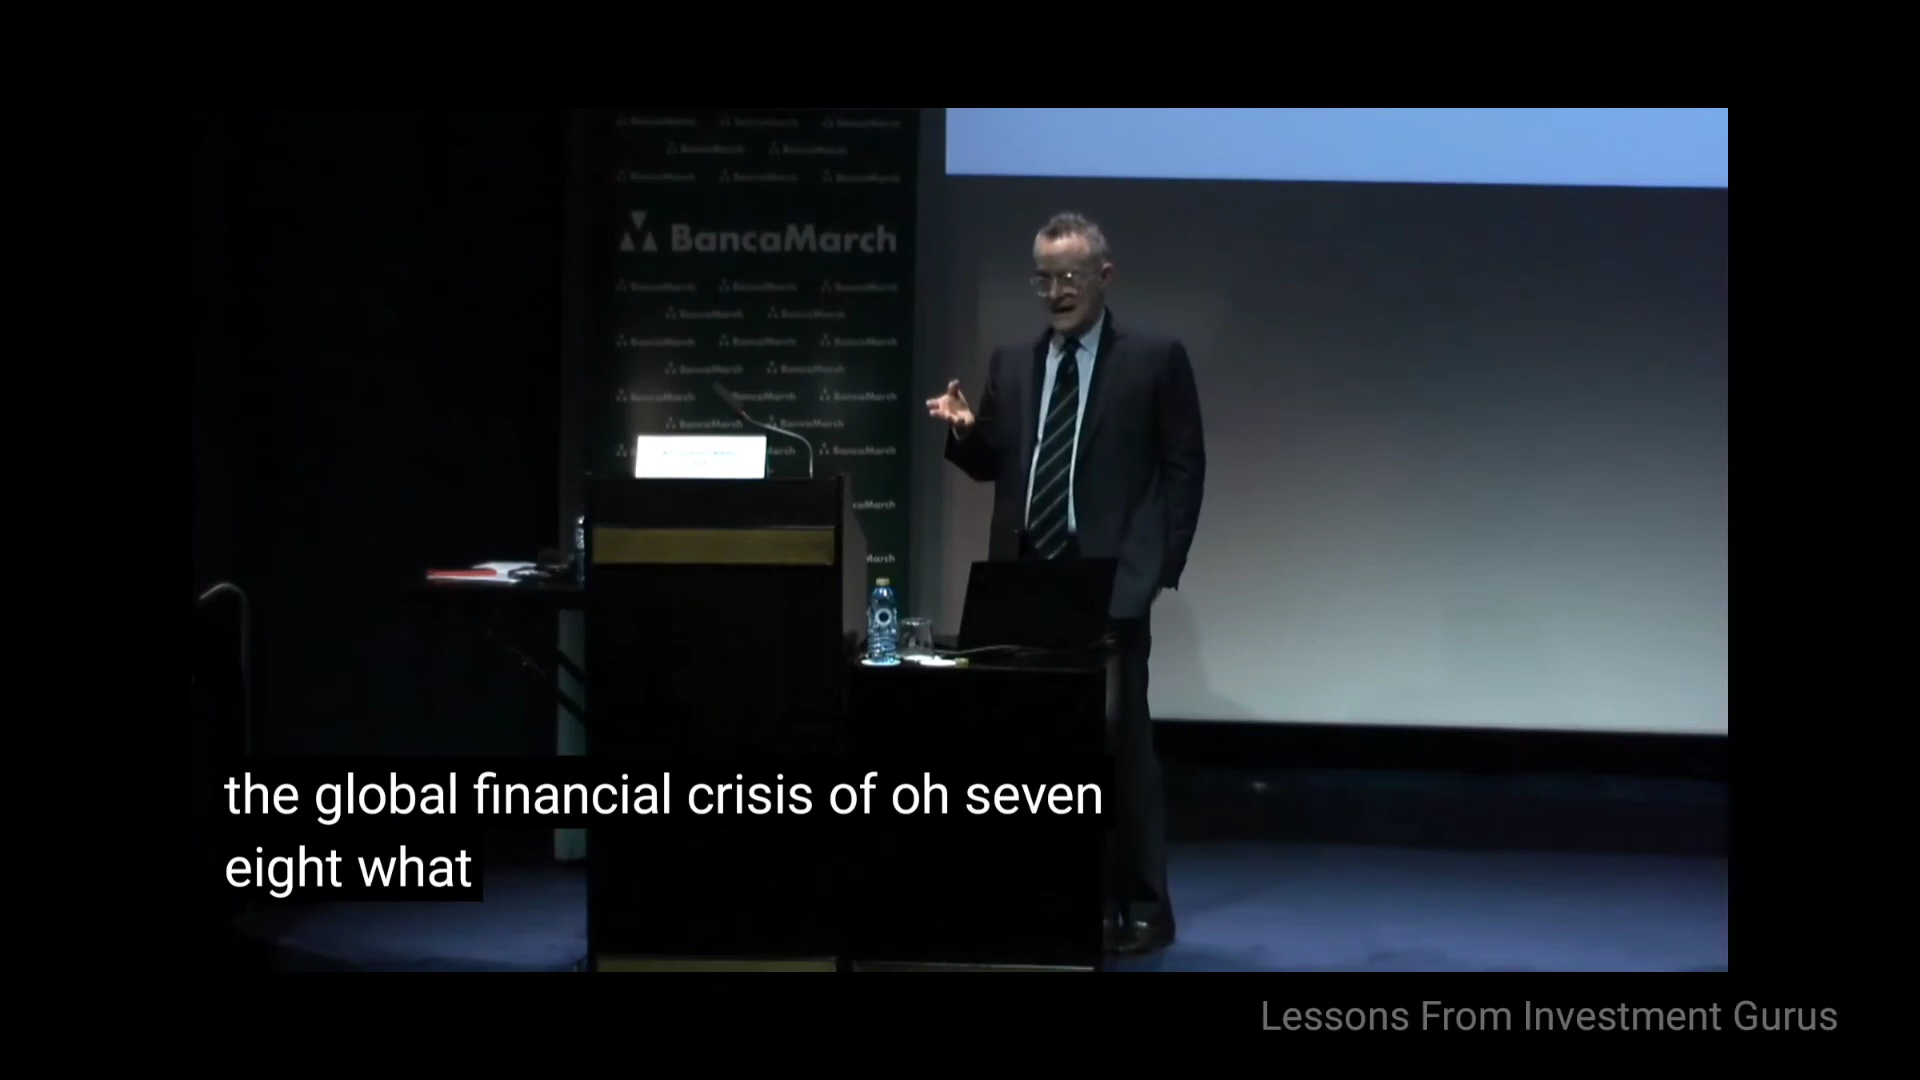 BancaMarch
the global financial crisis of oh seven
eight what
Lessons From Investment Gurus